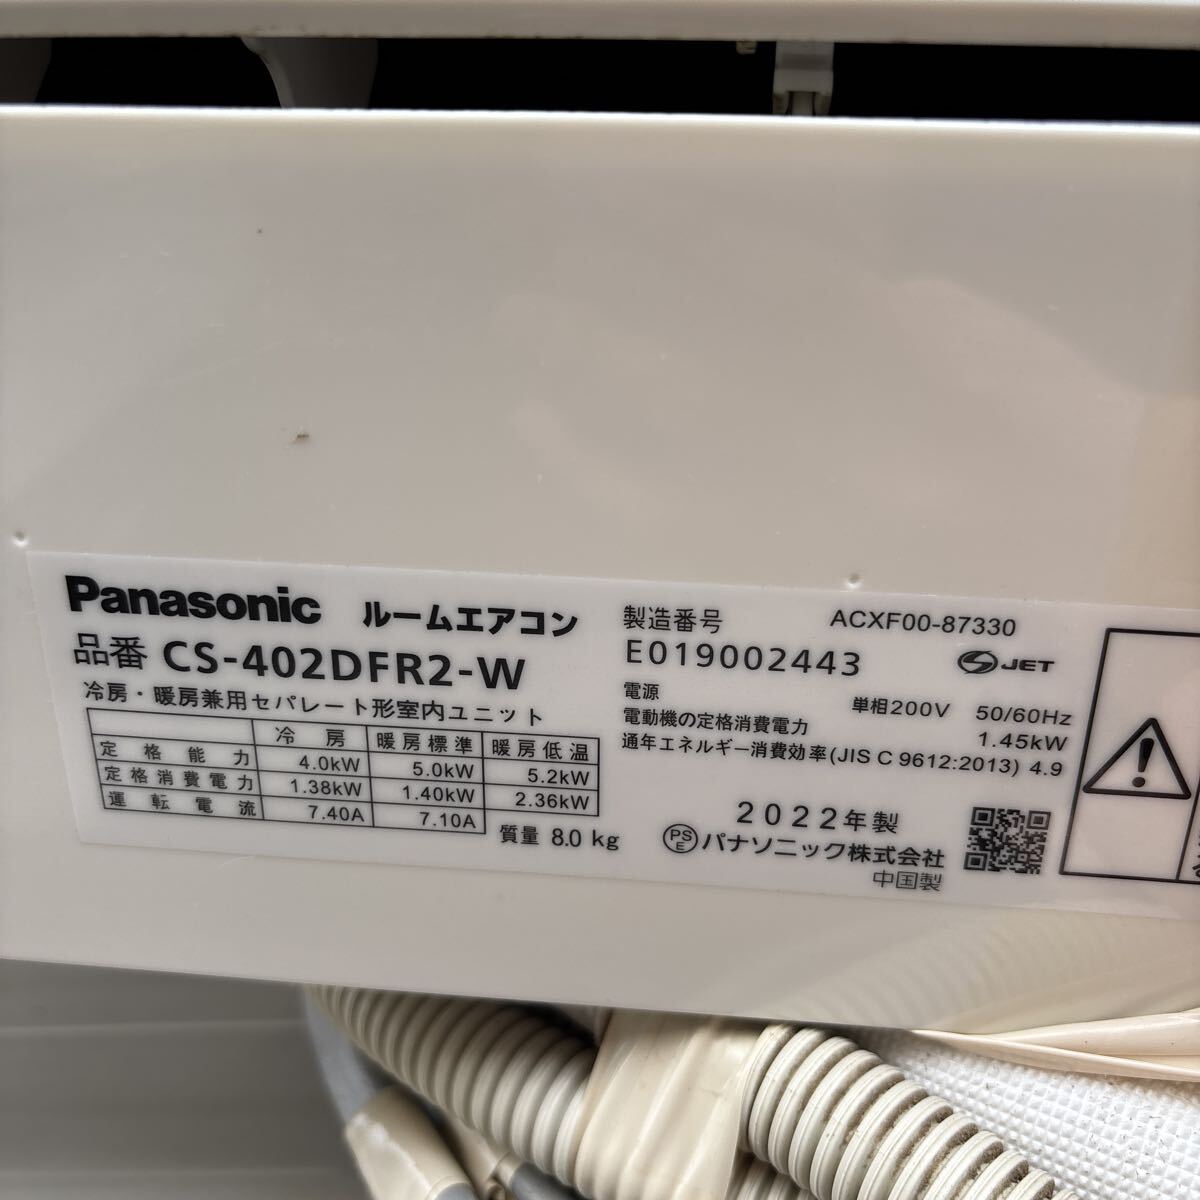 Panasonic ルームエアコン
品番 CS-402DFR2-W
冷房・暖房兼用セパレート形室内ユニット
冷房 暖房標準 暖房低温
定格能力 4.0kW 5.0kW 5.2kW
定格消費電力 1.38kW 1.40kW 2.36kW
運転電流 7.40A 7.10A
質量 8.0 kg
製造番号 ACXF00-87330
E019002443 JET
電源 単相200V 50/60Hz
電動機の定格消費電力 1.45kW
通年エネルギー消費効率(JIS C 9612:2013) 4.9
2022年製
PSE パナソニック株式会社
中国製